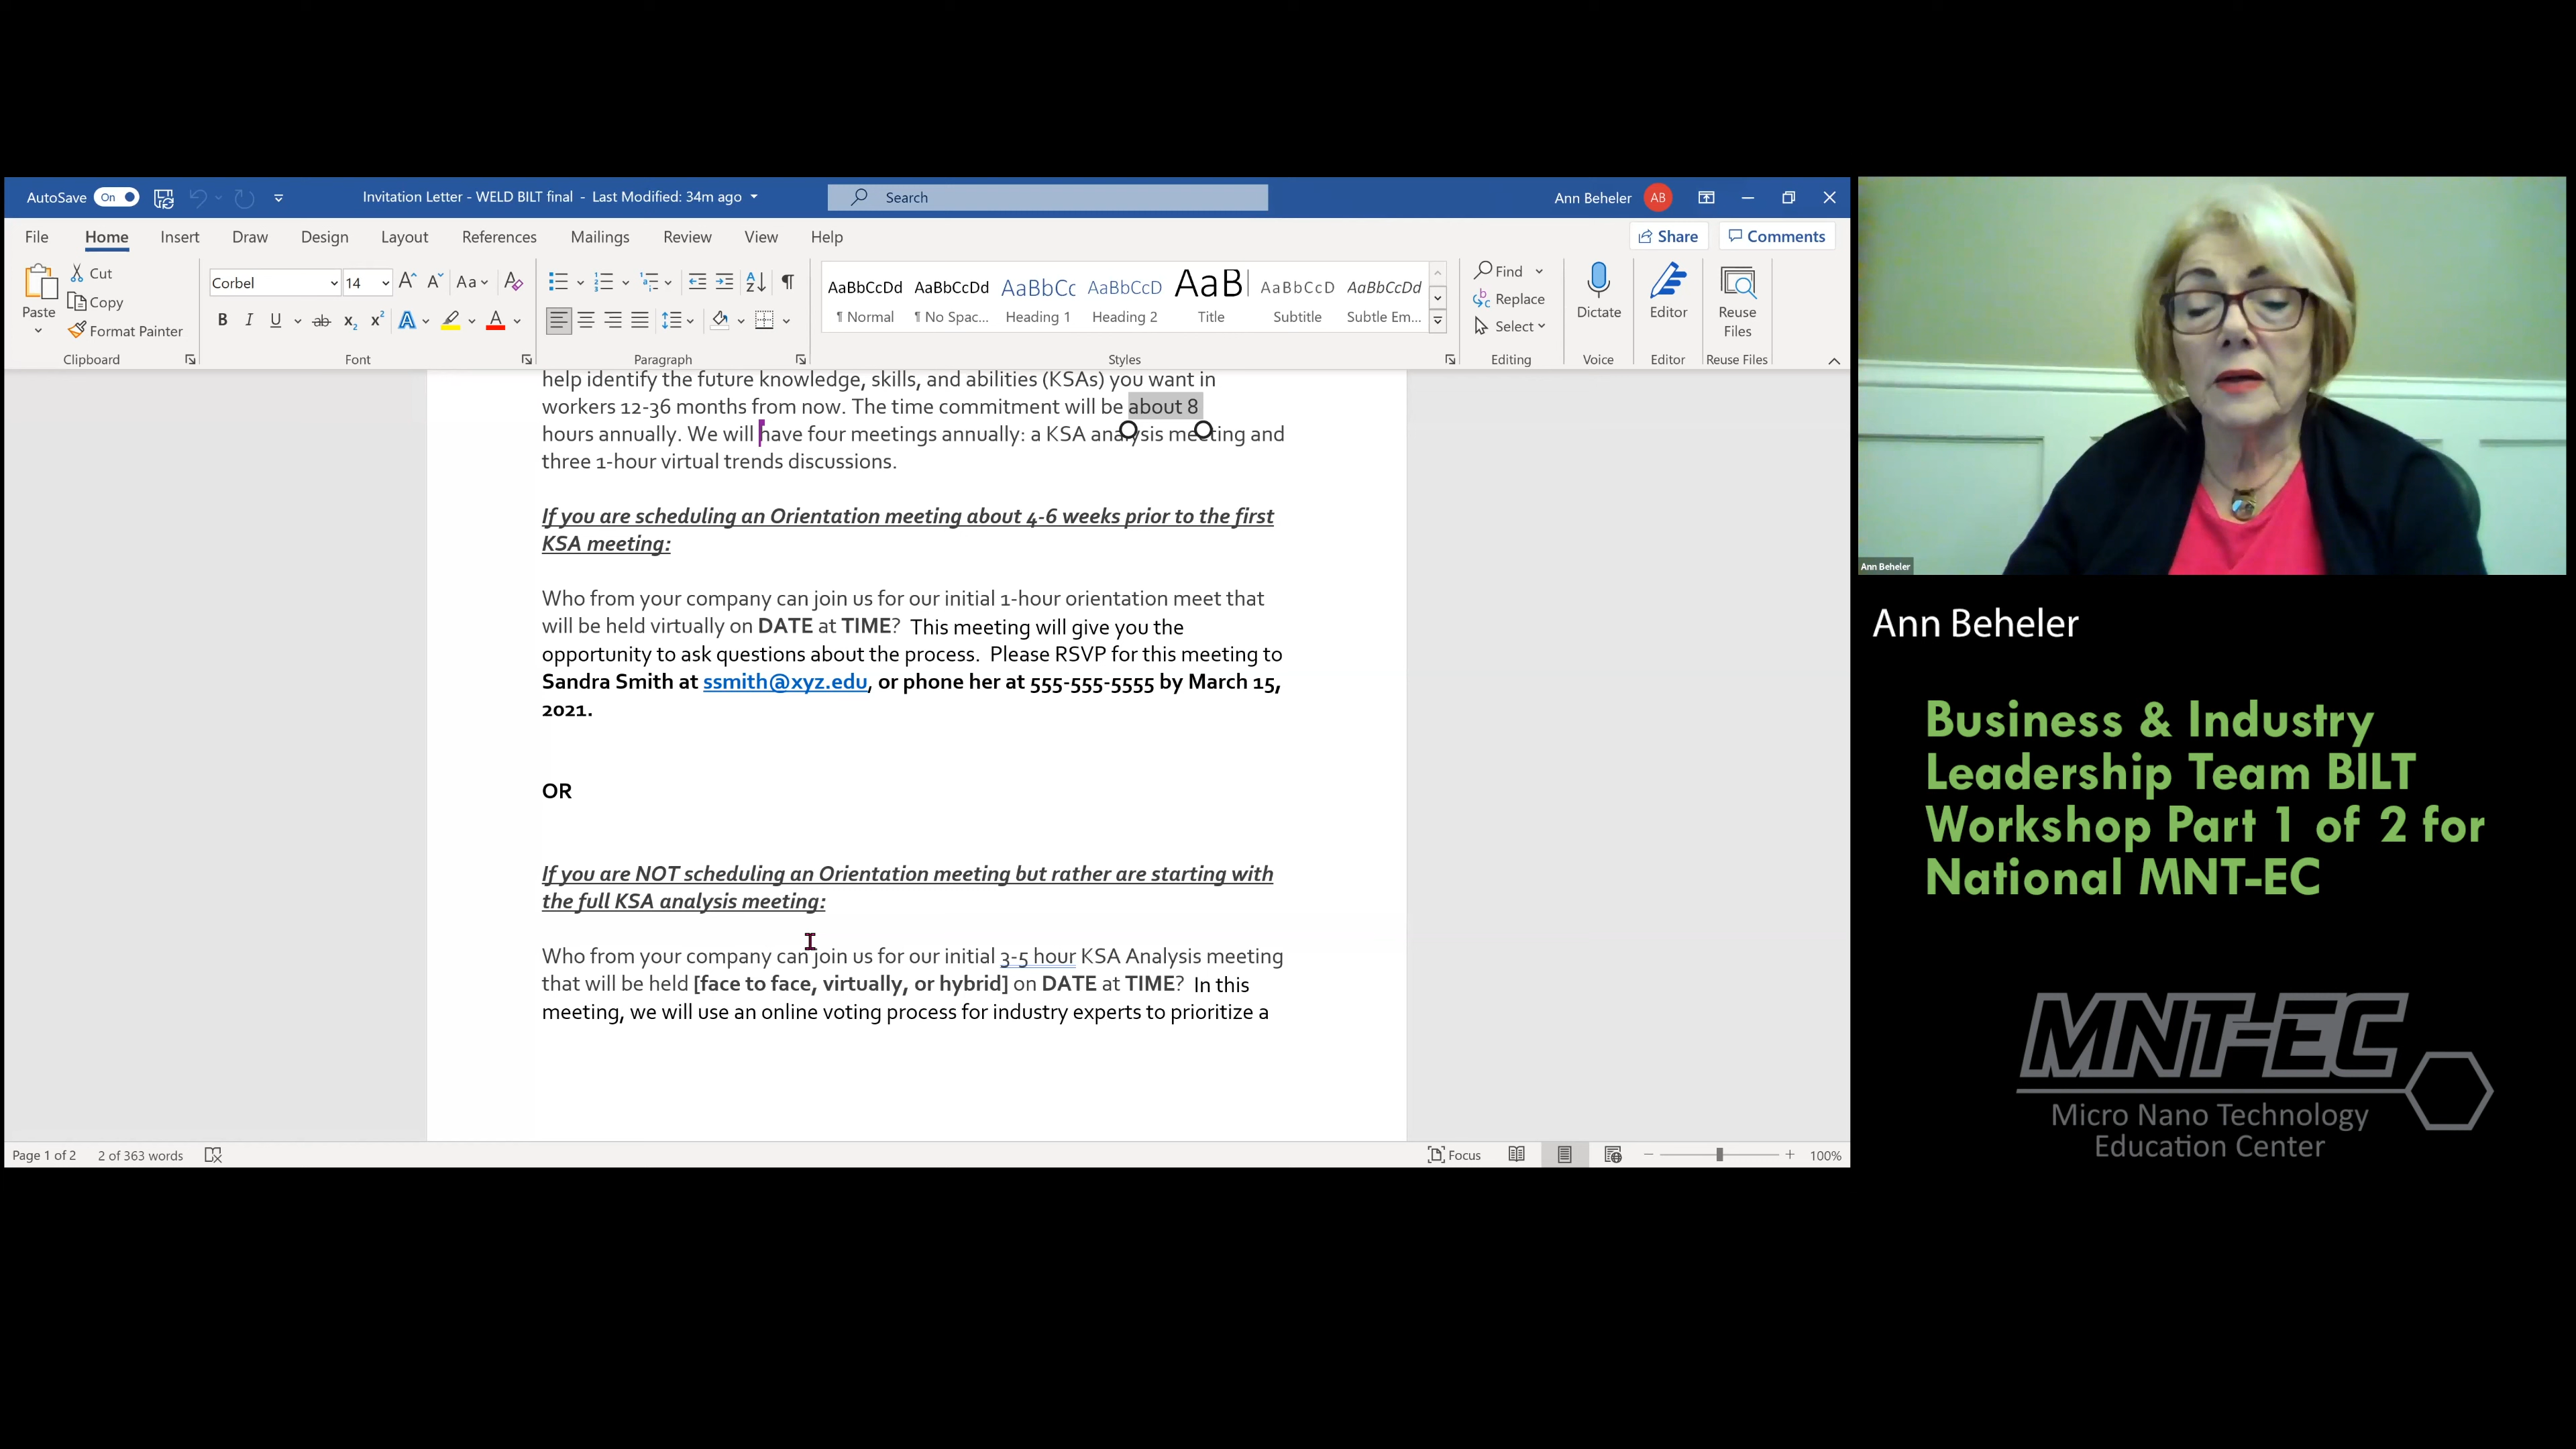 AutoSave On
Invitation Letter - WELD BILT final - Last Modified: 34m ago
Search
Ann Beheler AB
File Home Insert Draw Design Layout References Mailings Review View Help Share Comments
Paste Cut
Copy
Format Painter
Clipboard
Corbel 14
Font
Paragraph
AaBbCcDd AaBbCcDd AaBbCc AaBbCcD AaB AaBbCcD AaBbCcDd
¶ Normal ¶ No Spac... Heading 1 Heading 2 Title Subtitle Subtle Em...
Styles
Find
Replace
Select
Editing
Dictate
Voice
Editor
Editor
Reuse
Files
Reuse Files
help identify the future knowledge, skills, and abilities (KSAs) you want in
workers 12-36 months from now. The time commitment will be about 8
hours annually. We will have four meetings annually: a KSA analysis meeting and
three 1-hour virtual trends discussions.
If you are scheduling an Orientation meeting about 4-6 weeks prior to the first
KSA meeting:
Who from your company can join us for our initial 1-hour orientation meet that
will be held virtually on DATE at TIME? This meeting will give you the
opportunity to ask questions about the process. Please RSVP for this meeting to
Sandra Smith at ssmith@xyz.edu, or phone her at 555-555-5555 by March 15,
2021.
OR
If you are NOT scheduling an Orientation meeting but rather are starting with
the full KSA analysis meeting:
Who from your company can join us for our initial 3-5 hour KSA Analysis meeting
that will be held [face to face, virtually, or hybrid] on DATE at TIME? In this
meeting, we will use an online voting process for industry experts to prioritize a
Page 1 of 2 2 of 363 words
Focus
100%
Ann Beheler
Ann Beheler
Business & Industry
Leadership Team BILT
Workshop Part 1 of 2 for
National MNT-EC
MNT-EC
Micro Nano Technology
Education Center